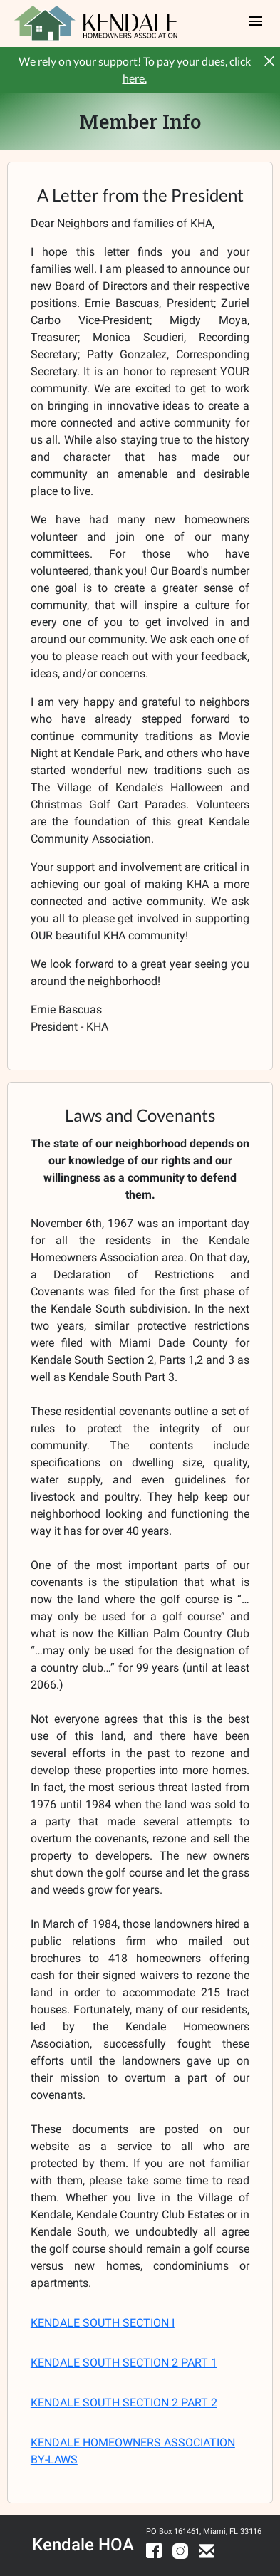 KENDALE
HOMEOWNERS ASSOCIATION
We rely on your support! To pay your dues, click
here.
Member Info
A Letter from the President
Dear Neighbors and families of KHA,
I hope this letter finds you and your
families well. I am pleased to announce our
new Board of Directors and their respective
positions. Ernie Bascuas, President; Zuriel
Carbo Vice-President; Migdy Moya,
Treasurer; Monica Scudieri, Recording
Secretary; Patty Gonzalez, Corresponding
Secretary. It is an honor to represent YOUR
community. We are excited to get to work
on bringing in innovative ideas to create a
more connected and active community for
us all. While also staying true to the history
and character that has made our
community an amenable and desirable
place to live.
We have had many new homeowners
volunteer and join one of our many
committees. For those who have
volunteered, thank you! Our Board's number
one goal is to create a greater sense of
community, that will inspire a culture for
every one of you to get involved in and
around our community. We ask each one of
you to please reach out with your feedback,
ideas, and/or concerns.
I am very happy and grateful to neighbors
who have already stepped forward to
continue community traditions as Movie
Night at Kendale Park, and others who have
started wonderful new traditions such as
The Village of Kendale's Halloween and
Christmas Golf Cart Parades. Volunteers
are the foundation of this great Kendale
Community Association.
Your support and involvement are critical in
achieving our goal of making KHA a more
connected and active community. We ask
you all to please get involved in supporting
OUR beautiful KHA community!
We look forward to a great year seeing you
around the neighborhood!
Ernie Bascuas
President - KHA
Laws and Covenants
The state of our neighborhood depends on
our knowledge of our rights and our
willingness as a community to defend
them.
November 6th, 1967 was an important day
for all the residents in the Kendale
Homeowners Association area. On that day,
a Declaration of Restrictions and
Covenants was filed for the first phase of
the Kendale South subdivision. In the next
two years, similar protective restrictions
were filed with Miami Dade County for
Kendale South Section 2, Parts 1,2 and 3 as
well as Kendale South Part 3.
These residential covenants outline a set of
rules to protect the integrity of our
community. The contents include
specifications on dwelling size, quality,
water supply, and even guidelines for
livestock and poultry. They help keep our
neighborhood looking and functioning the
way it has for over 40 years.
One of the most important parts of our
covenants is the stipulation that what is
now the land where the golf course is “…
may only be used for a golf course” and
what is now the Killian Palm Country Club
“…may only be used for the designation of
a country club…” for 99 years (until at least
2066.)
Not everyone agrees that this is the best
use of this land, and there have been
several efforts in the past to rezone and
develop these properties into more homes.
In fact, the most serious threat lasted from
1976 until 1984 when the land was sold to
a party that made several attempts to
overturn the covenants, rezone and sell the
property to developers. The new owners
shut down the golf course and let the grass
and weeds grow for years.
In March of 1984, those landowners hired a
public relations firm who mailed out
brochures to 418 homeowners offering
cash for their signed waivers to rezone the
land in order to accommodate 215 tract
houses. Fortunately, many of our residents,
led by the Kendale Homeowners
Association, successfully fought these
efforts until the landowners gave up on
their mission to overturn a part of our
covenants.
These documents are posted on our
website as a service to all who are
protected by them. If you are not familiar
with them, please take some time to read
them. Whether you live in the Village of
Kendale, Kendale Country Club Estates or in
Kendale South, we undoubtedly all agree
the golf course should remain a golf course
versus new homes, condominiums or
apartments.
KENDALE SOUTH SECTION I
KENDALE SOUTH SECTION 2 PART 1
KENDALE SOUTH SECTION 2 PART 2
KENDALE HOMEOWNERS ASSOCIATION
BY-LAWS
Kendale HOA
PO Box 161461, Miami, FL 33116